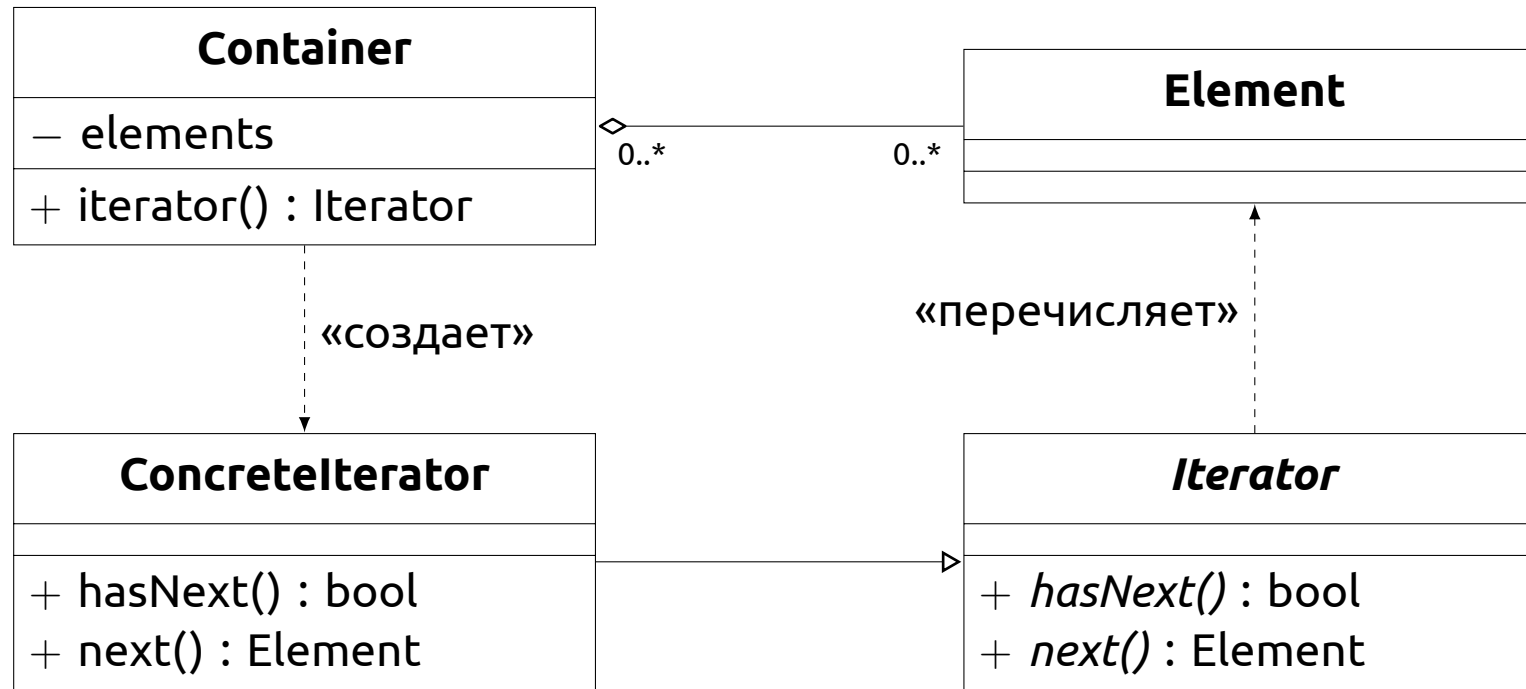 Container
− elements
+ iterator() : Iterator
0..*
0..*
Element
«создает»
«перечисляет»
ConcreteIterator
+ hasNext() : bool
+ next() : Element
Iterator
+ hasNext() : bool
+ next() : Element